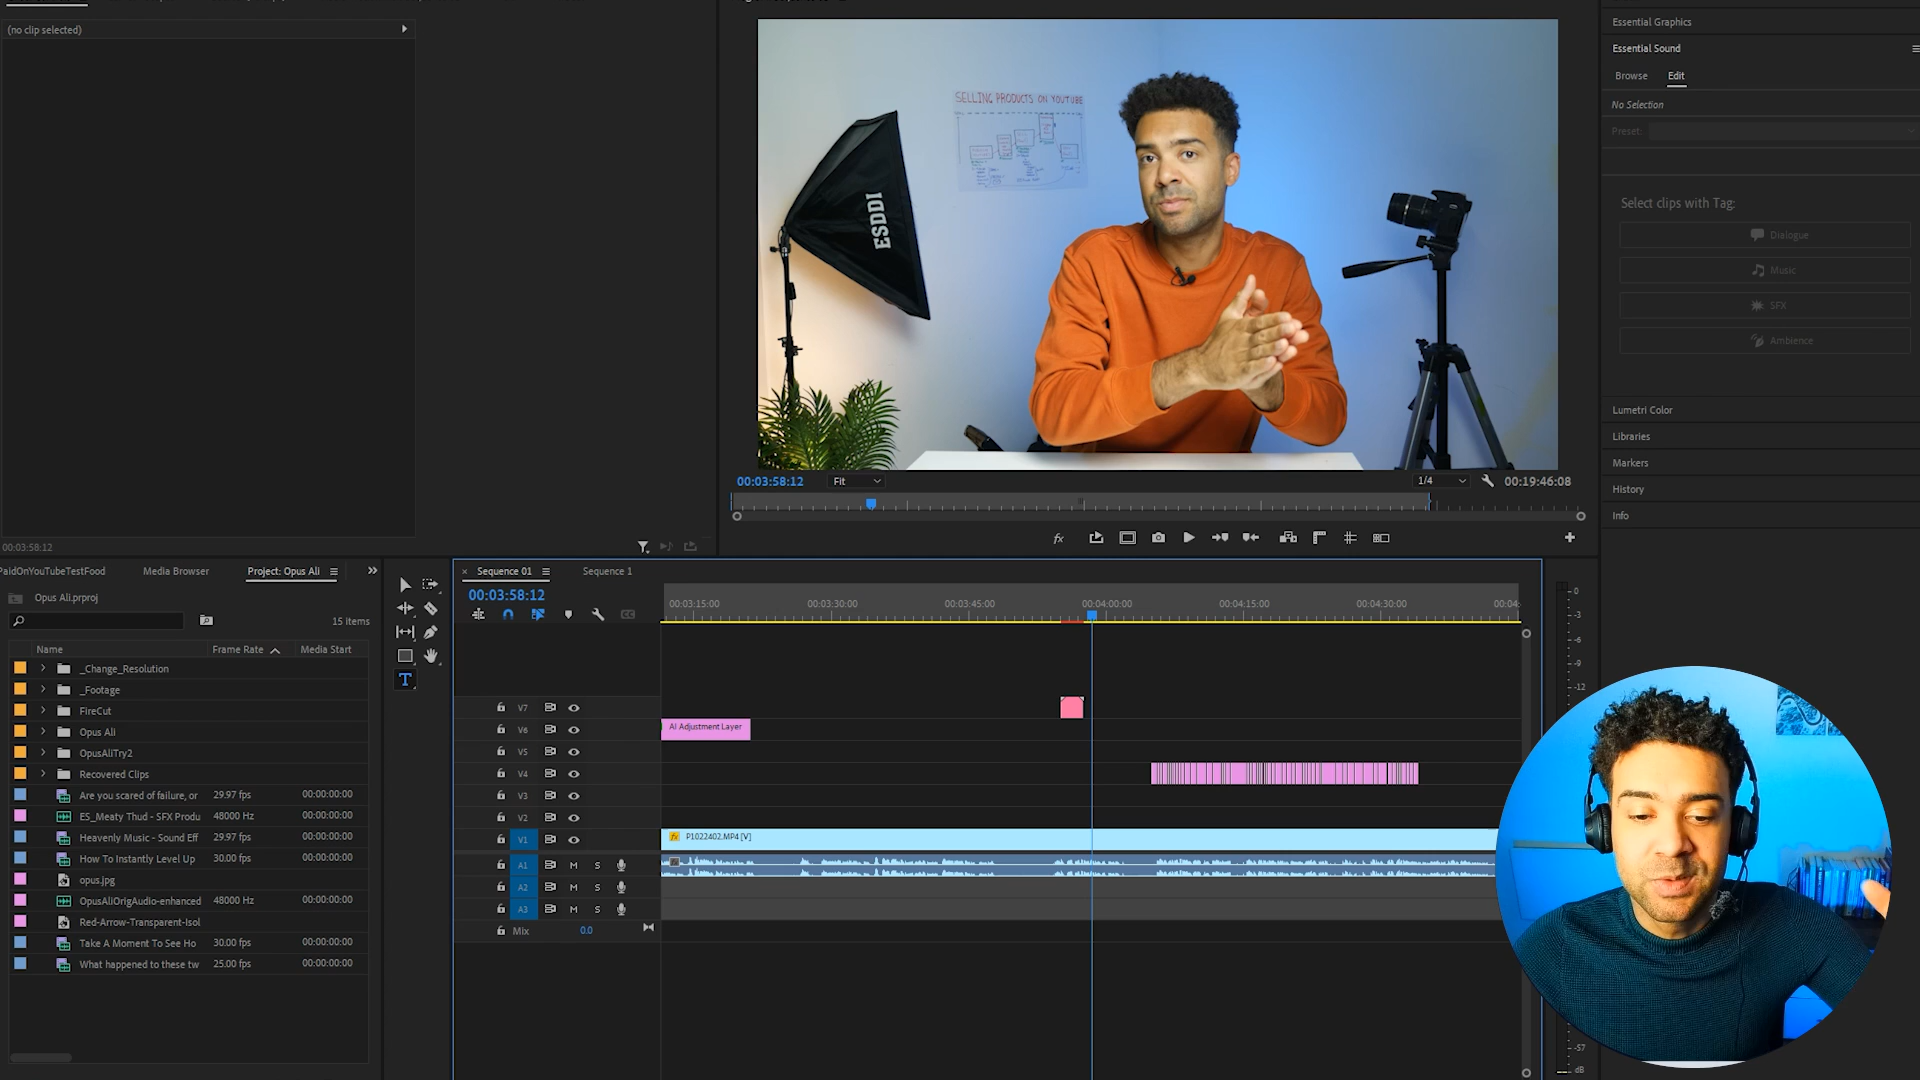 (no clip selected)
00:03:58:12
SELLING PRODUCTS ON YOUTUBE
ESDDI
00:03:58:12
Fit
1/4
00:19:46:08
fx
Essential Graphics
Essential Sound
Browse
Edit
No Selection
Preset:
Select clips with Tag:
Dialogue
Music
SFX
Ambience
Lumetri Color
Libraries
Markers
History
Info
PaidOnYouTubeTestFood
Media Browser
Project: Opus Ali
Opus Ali.prproj
15 items
Name
Frame Rate
Media Start
_Change_Resolution
_Footage
FireCut
Opus Ali
OpusAliTry2
Recovered Clips
Are you scared of failure, or 29.97 fps 00:00:00:00
ES_Meaty Thud - SFX Produ 48000 Hz 00:00:00:00
Heavenly Music - Sound Eff 29.97 fps 00:00:00:00
How To Instantly Level Up 30.00 fps 00:00:00:00
opus.jpg
OpusAliOrigAudio-enhanced 48000 Hz 00:00:00:00
Red-Arrow-Transparent-Isol
Take A Moment To See Ho 30.00 fps 00:00:00:00
What happened to these tw 25.00 fps 00:00:00:00
T
× Sequence 01
Sequence 1
00:03:58:12
CC
00:03:15:00
00:03:30:00
00:03:45:00
00:04:00:00
00:04:15:00
00:04:30:00
00:04:
V7
V6
AI Adjustment Layer
V5
V4
V3
V2
V1
fx P1022402.MP4 [V]
A1 M S
A2 M S
A3 M S
Mix 0.0
0
-3
-6
-9
-12
-57
dB